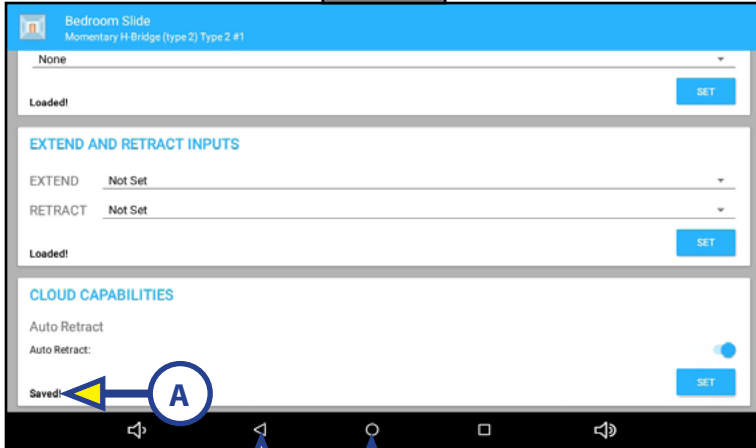 Bedroom Slide
Momentary H-Bridge (type 2) Type 2 #1
None
SET
Loaded!
EXTEND AND RETRACT INPUTS
EXTEND Not Set
RETRACT Not Set
SET
Loaded!
CLOUD CAPABILITIES
Auto Retract
Auto Retract:
SET
Saved!
A